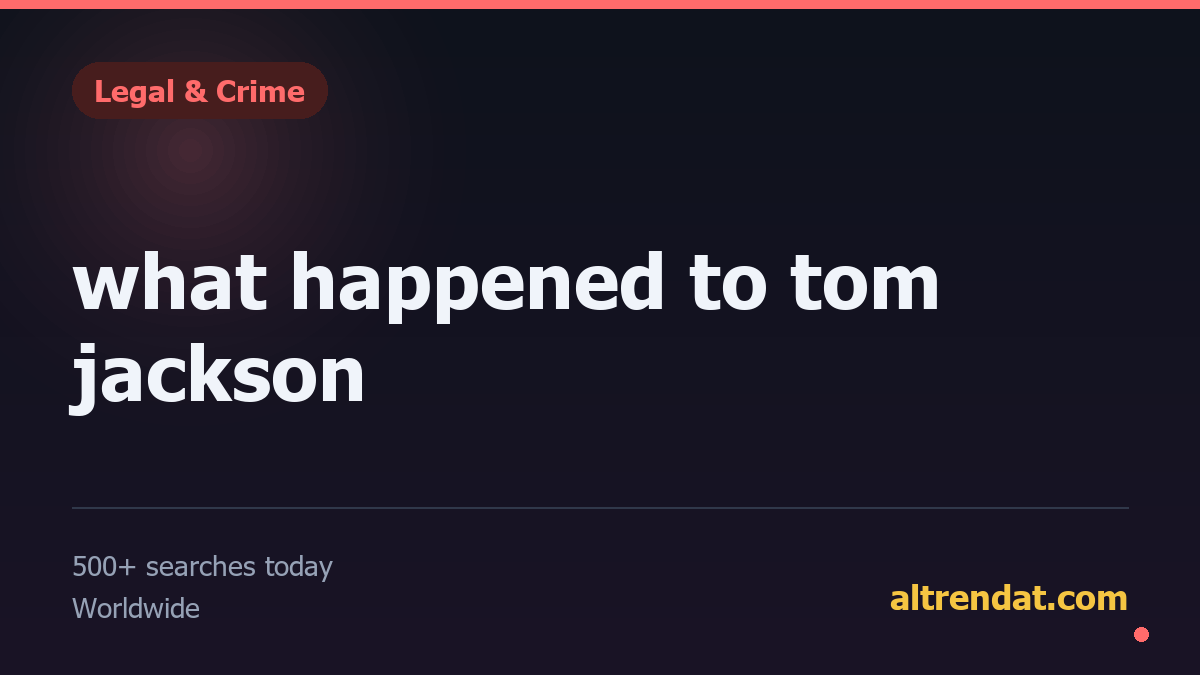 Legal & Crime
what happened to tom
jackson
500+ searches today
Worldwide
altrendat.com